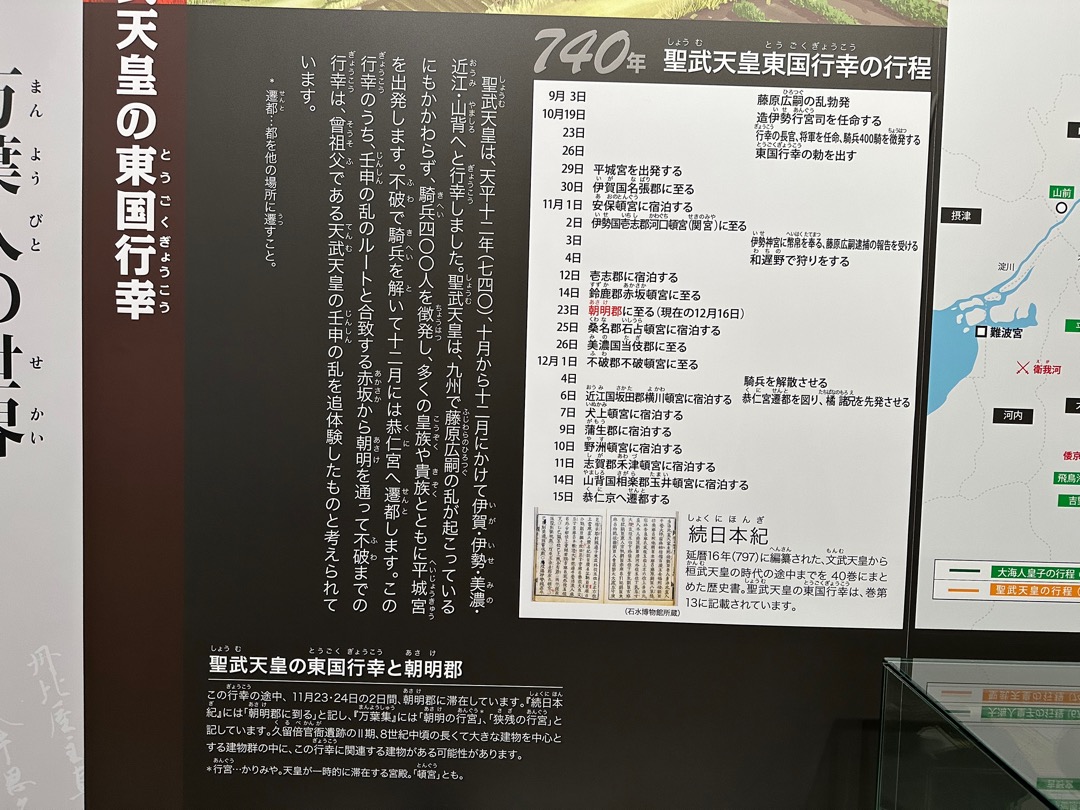 万葉人の世界
天皇の東国行幸
聖武天皇は、天平十二年(七四〇)、十月から十二月にかけて伊賀・伊勢・美濃・
近江・山背へと行幸しました。聖武天皇は、九州で藤原広嗣の乱が起こっている
にもかかわらず、騎兵四〇〇人を徴発し、多くの皇族や貴族とともに平城宮
を出発します。不破で騎兵を解いて十二月には恭仁宮へ遷都します。この
行幸のうち、壬申の乱のルートと合致する赤坂から朝明を通って不破までの
行幸は、曾祖父である天武天皇の壬申の乱を追体験したものと考えられて
います。
・遷都…都を他の場所に遷すこと。
740年 聖武天皇東国行幸の行程
9月 3日 藤原広嗣の乱勃発
10月19日 造伊勢行宮司を任命する
23日 行幸の長官、将軍を任命、騎兵400騎を徴発する
26日 東国行幸の勅を出す
29日 平城宮を出発する
30日 伊賀国名張郡に至る
11月 1日 安保頓宮に宿泊する
2日 伊勢国壱志郡河口頓宮(関宮)に至る
3日 伊勢神宮に幣帛を奉る、藤原広嗣逮捕の報告を受ける
4日 和遅野で狩りをする
12日 壱志郡に宿泊する
14日 鈴鹿郡赤坂頓宮に至る
23日 朝明郡に至る(現在の12月16日)
25日 桑名郡石占頓宮に宿泊する
26日 美濃国当伎郡に至る
12月 1日 不破郡不破頓宮に至る
4日 騎兵を解散させる
6日 近江国坂田郡横川頓宮に宿泊する 恭仁宮遷都を図り、橘 諸兄を先発させる
7日 犬上頓宮に宿泊する
9日 蒲生郡に宿泊する
10日 野洲頓宮に宿泊する
11日 志賀郡禾津頓宮に宿泊する
14日 山背国相楽郡玉井頓宮に宿泊する
15日 恭仁京へ遷都する
続日本紀
延暦16年(797)に編纂された、文武天皇から
桓武天皇の時代の途中までを 40巻にまと
めた歴史書。聖武天皇の東国行幸は、巻第
13に記載されています。
(石水博物館所蔵)
聖武天皇の東国行幸と朝明郡
この行幸の途中、11月23・24日の2日間、朝明郡に滞在しています。『続日本
紀』には「朝明郡に到る」と記し、『万葉集』には「朝明の行宮」、「狭残の行宮」と
記しています。久留倍官衙遺跡のⅡ期、8世紀中頃の長くて大きな建物を中心と
する建物群の中に、この行幸に関連する建物がある可能性があります。
*行宮…かりみや。天皇が一時的に滞在する宮殿。「頓宮」とも。
山前
摂津
淀川
難波宮
衛我河
河内
大海人皇子の行程
聖武天皇の行程